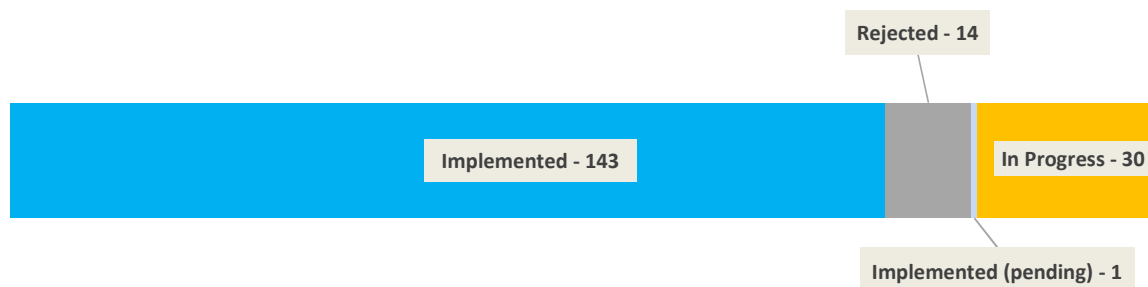 Rejected - 14
Implemented - 143
In Progress - 30
Implemented (pending) - 1